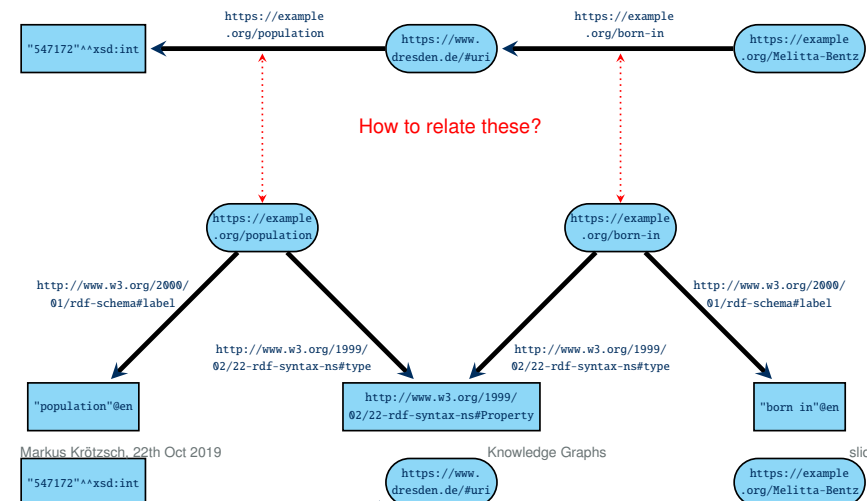 https://example
.org/population
https://example
.org/born-in
"547172"^^xsd:int
https://www.
dresden.de/#uri
https://example
.org/Melitta-Bentz
How to relate these?
https://example
.org/population
https://example
.org/born-in
http://www.w3.org/2000/
01/rdf-schema#label
http://www.w3.org/2000/
01/rdf-schema#label
http://www.w3.org/1999/
02/22-rdf-syntax-ns#type
http://www.w3.org/1999/
02/22-rdf-syntax-ns#type
"population"@en
http://www.w3.org/1999/
02/22-rdf-syntax-ns#Property
"born in"@en
Markus Krötzsch, 22th Oct 2019 Knowledge Graphs
"547172"^^xsd:int
https://www.
dresden.de/#uri
https://example
.org/Melitta-Bentz